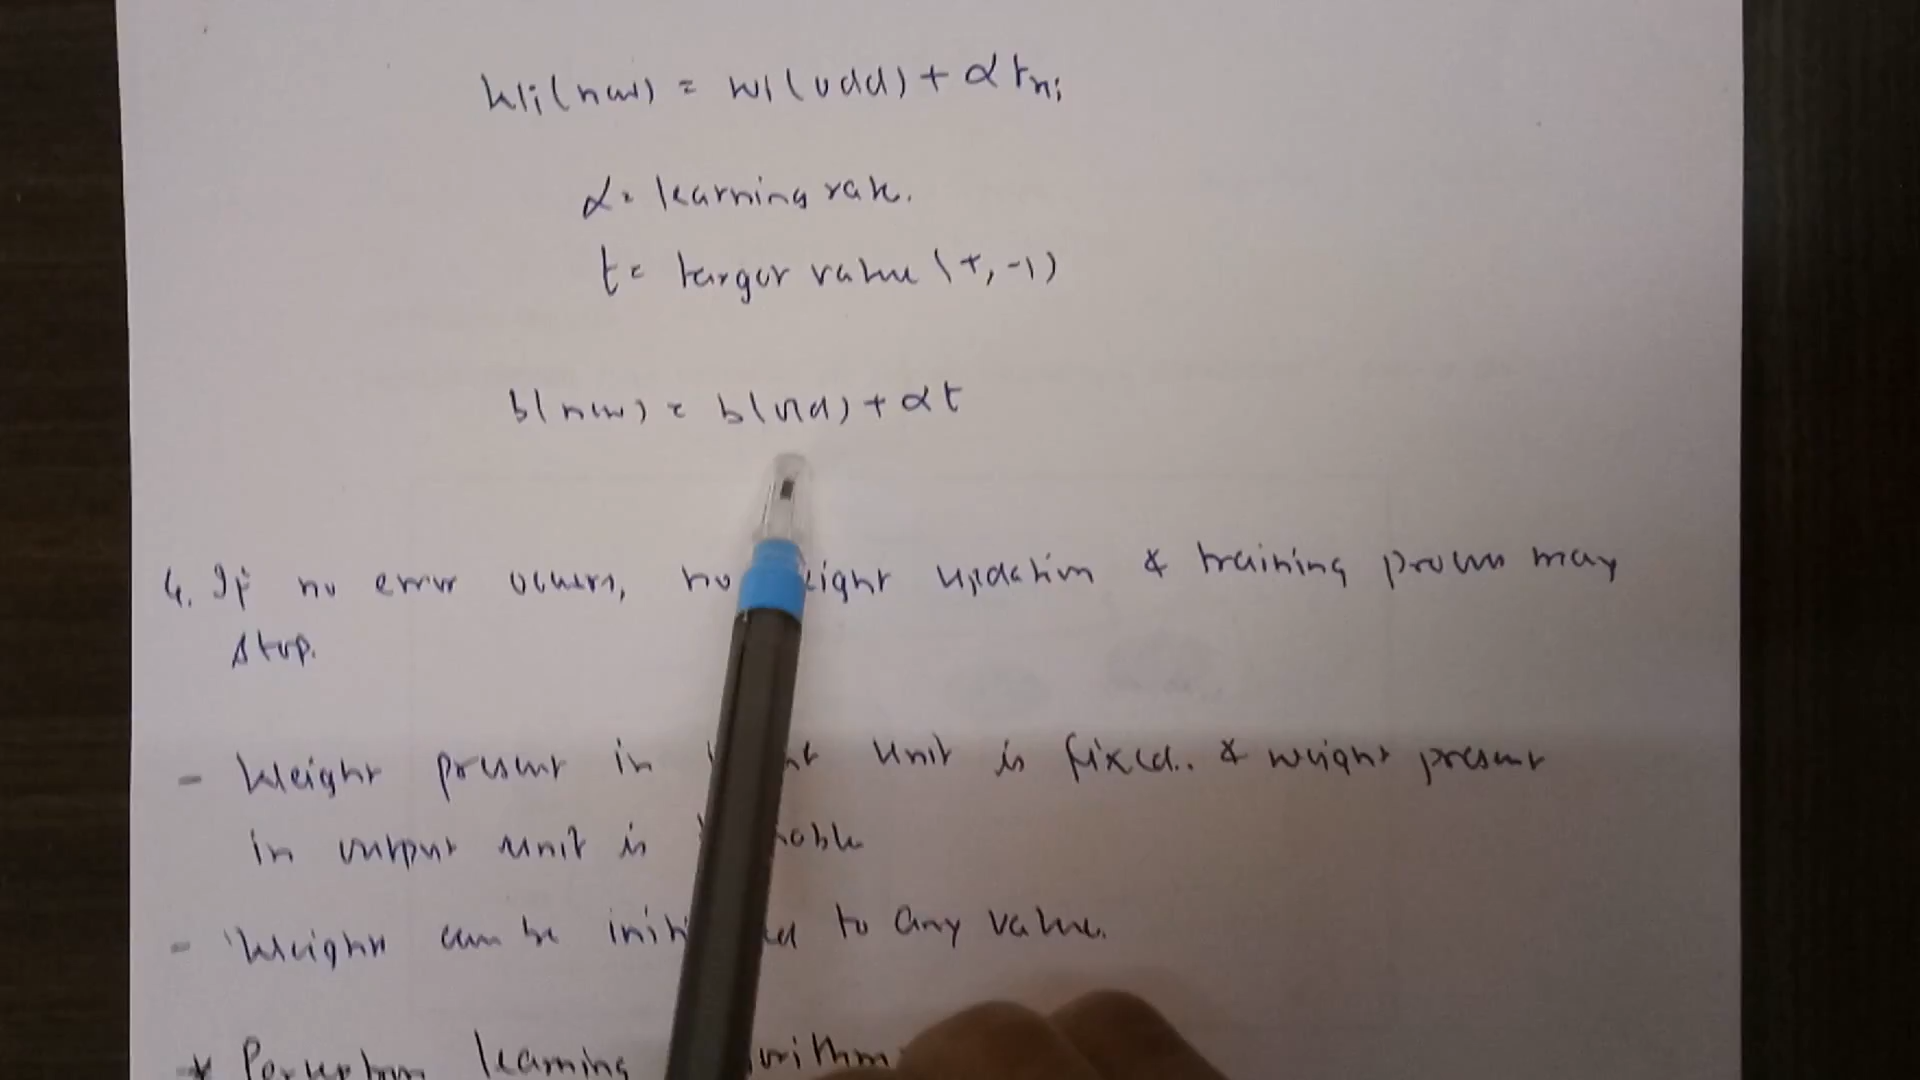 wi(new) = wi(old) + α t xi
α = learning rate.
t = target value (+, -1)
b(new) = b(old) + α t
4. If no error occurs, no eight updation & training process may
stop.
- Weight present in unit is fixed. & weight present
in output unit is
- Weight can be to any value.
* Perceptron learning